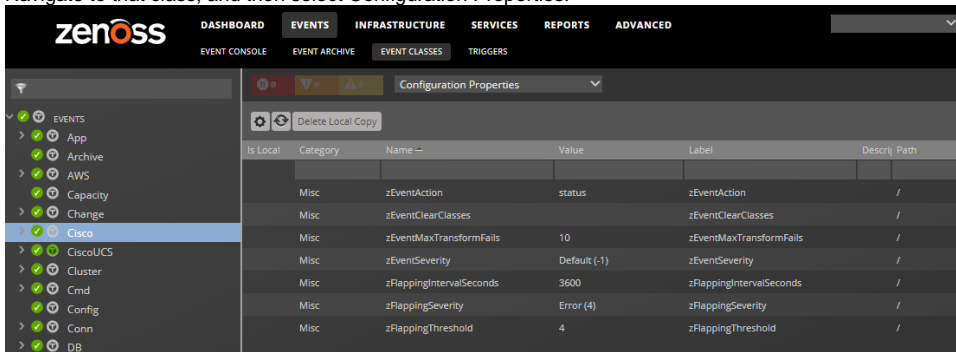 Navigate to that class, and then select Configuration Properties.
zenoss
DASHBOARD EVENTS INFRASTRUCTURE SERVICES REPORTS ADVANCED
EVENT CONSOLE EVENT ARCHIVE EVENT CLASSES TRIGGERS
0 0 0 Configuration Properties
Delete Local Copy
EVENTS
App
Archive
AWS
Capacity
Change
Cisco
CiscoUCS
Cluster
Cmd
Config
Conn
DB
Is Local Category Name Value Label Descri Path
Misc zEventAction status zEventAction /
Misc zEventClearClasses zEventClearClasses /
Misc zEventMaxTransformFails 10 zEventMaxTransformFails /
Misc zEventSeverity Default (-1) zEventSeverity /
Misc zFlappingIntervalSeconds 3600 zFlappingIntervalSeconds /
Misc zFlappingSeverity Error (4) zFlappingSeverity /
Misc zFlappingThreshold 4 zFlappingThreshold /